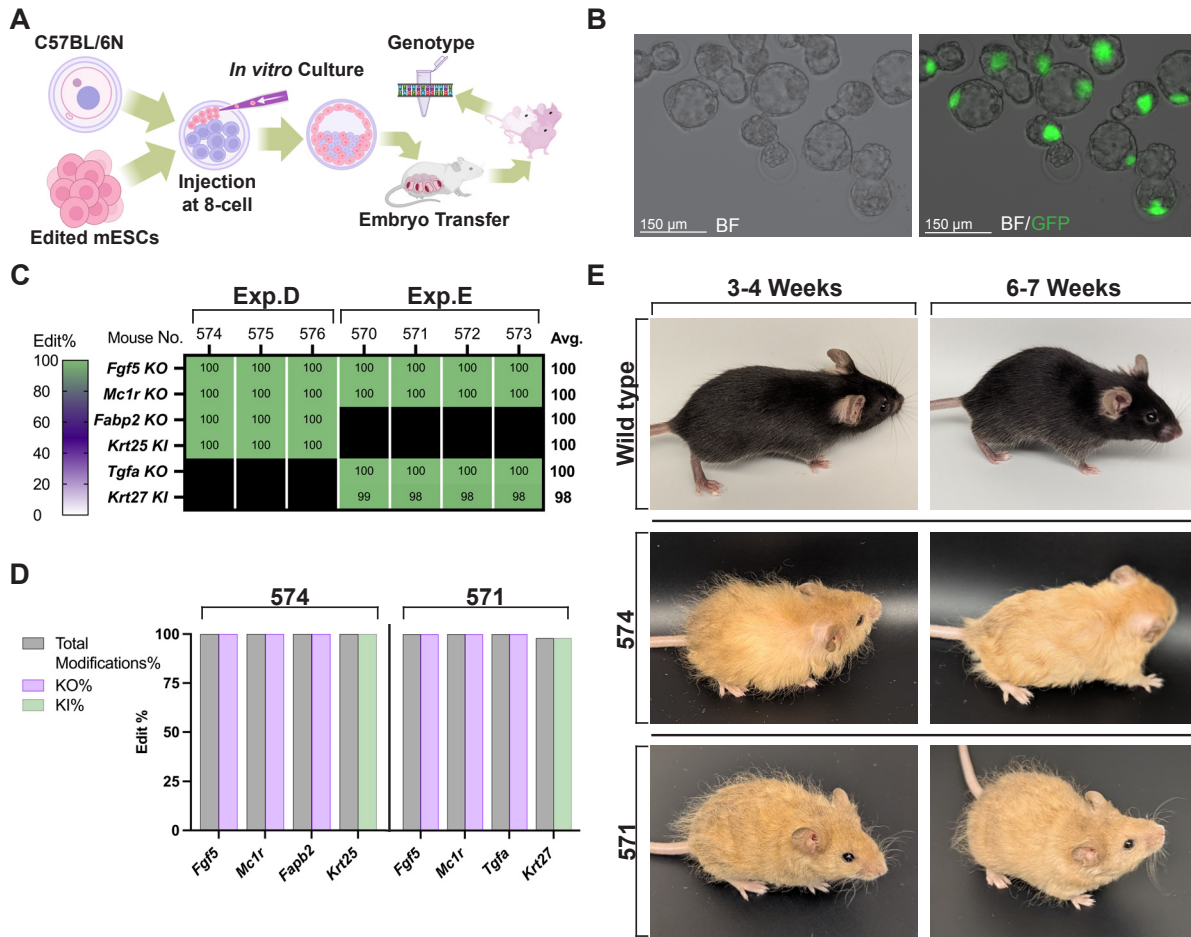 A
C57BL/6N
Edited mESCs
In vitro Culture
Injection
at 8-cell
Genotype
Embryo Transfer
B
150 µm
BF
150 µm
BF/GFP
C
Exp.D
Exp.E
Edit%
100
80
60
40
20
0
Mouse No.
574 575 576 570 571 572 573 Avg.
Fgf5 KO 100 100 100 100 100 100 100 100
Mc1r KO 100 100 100 100 100 100 100 100
Fabp2 KO 100 100 100 100
Krt25 KI 100 100 100 100
Tgfa KO 100 100 100 100 100
Krt27 KI 99 98 98 98 98
D
574
571
Total
Modifications%
KO%
KI%
Edit %
100
75
50
25
0
Fgf5
Mc1r
Fapb2
Krt25
Fgf5
Mc1r
Tgfa
Krt27
E
3-4 Weeks
6-7 Weeks
Wild type
574
571